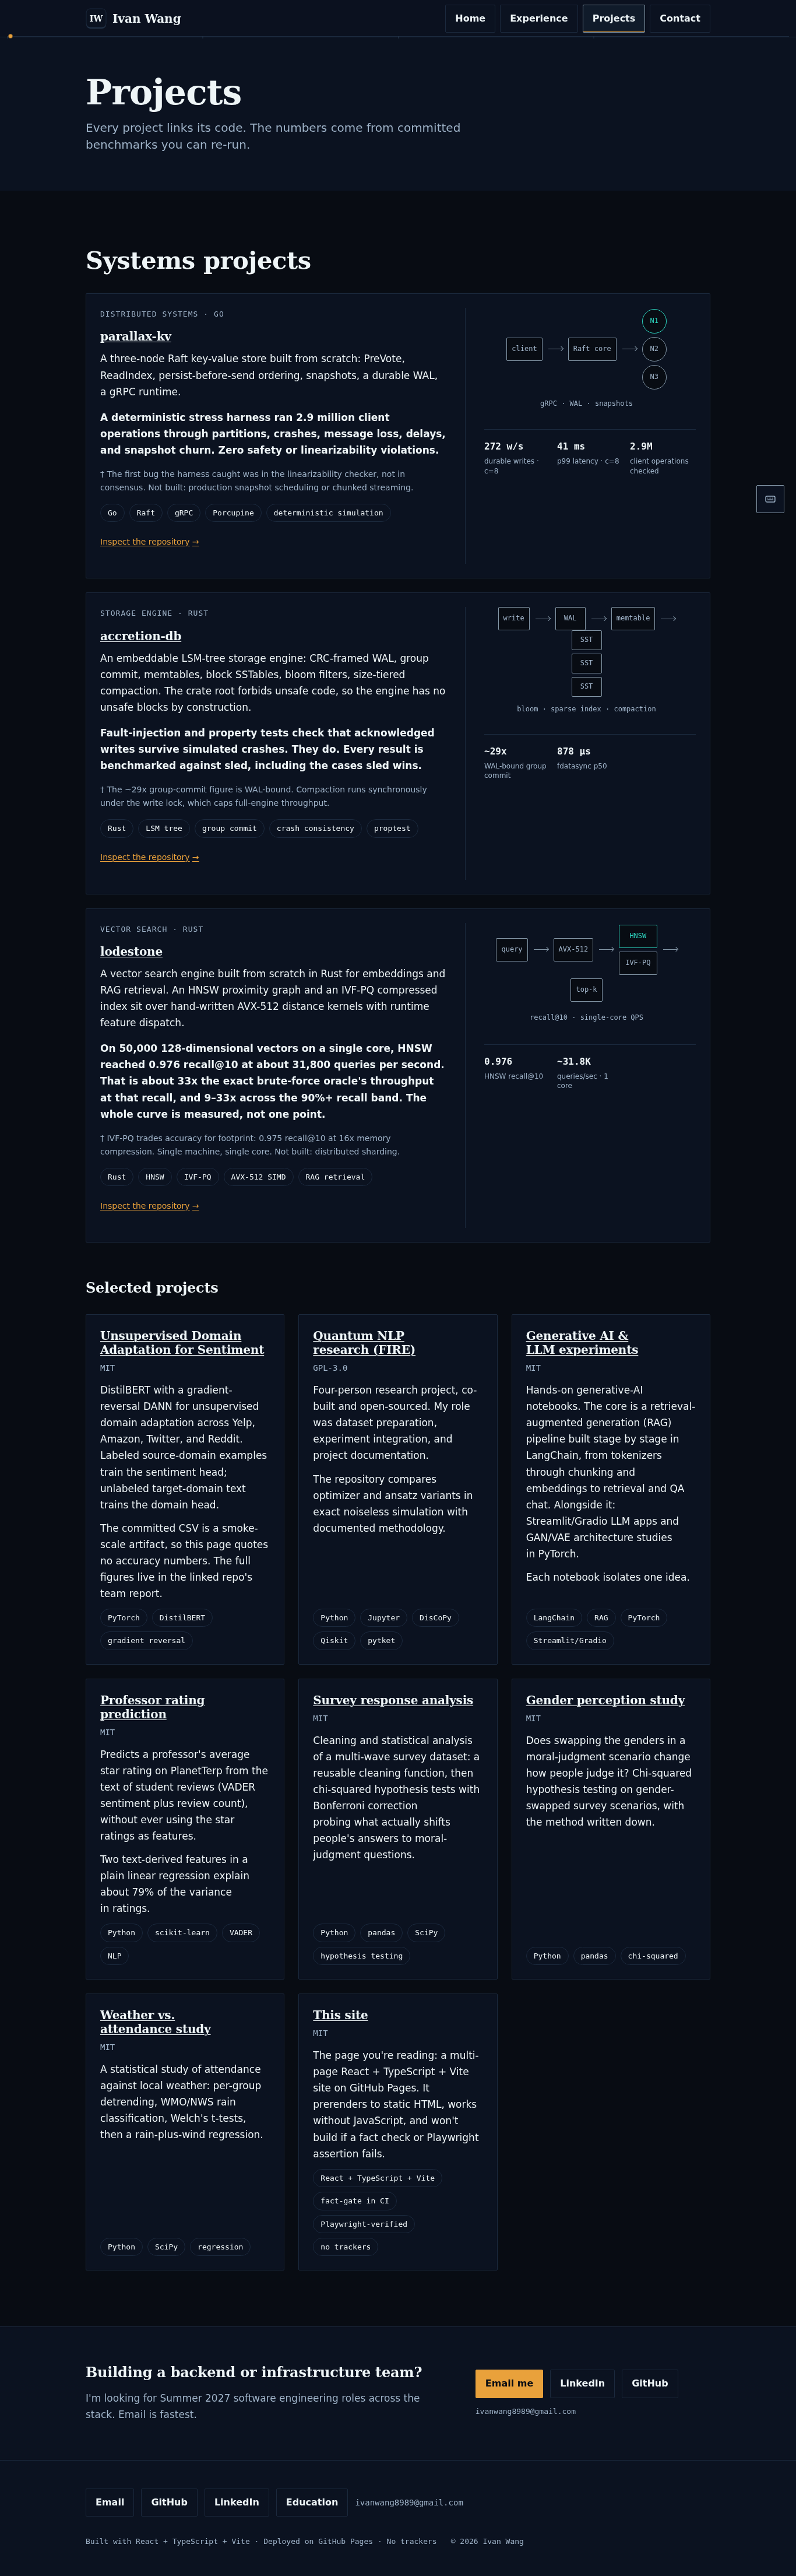 IW Ivan Wang
Home Experience Projects Contact
Projects
Every project links its code. The numbers come from committed
benchmarks you can re-run.
Systems projects
DISTRIBUTED SYSTEMS · GO
parallax-kv
A three-node Raft key-value store built from scratch: PreVote,
ReadIndex, persist-before-send ordering, snapshots, a durable WAL,
a gRPC runtime.
A deterministic stress harness ran 2.9 million client
operations through partitions, crashes, message loss, delays,
and snapshot churn. Zero safety or linearizability violations.
† The first bug the harness caught was in the linearizability checker, not in
consensus. Not built: production snapshot scheduling or chunked streaming.
Go Raft gRPC Porcupine deterministic simulation
Inspect the repository →
client → Raft core →
N1
N2
N3
gRPC · WAL · snapshots
272 w/s 41 ms 2.9M
durable writes · p99 latency · c=8 client operations
c=8 checked
STORAGE ENGINE · RUST
accretion-db
An embeddable LSM-tree storage engine: CRC-framed WAL, group
commit, memtables, block SSTables, bloom filters, size-tiered
compaction. The crate root forbids unsafe code, so the engine has no
unsafe blocks by construction.
Fault-injection and property tests check that acknowledged
writes survive simulated crashes. They do. Every result is
benchmarked against sled, including the cases sled wins.
† The ~29x group-commit figure is WAL-bound. Compaction runs synchronously
under the write lock, which caps full-engine throughput.
Rust LSM tree group commit crash consistency proptest
Inspect the repository →
write → WAL → memtable →
SST
SST
SST
bloom · sparse index · compaction
~29x 878 µs
WAL-bound group fdatasync p50
commit
VECTOR SEARCH · RUST
lodestone
A vector search engine built from scratch in Rust for embeddings and
RAG retrieval. An HNSW proximity graph and an IVF-PQ compressed
index sit over hand-written AVX-512 distance kernels with runtime
feature dispatch.
On 50,000 128-dimensional vectors on a single core, HNSW
reached 0.976 recall@10 at about 31,800 queries per second.
That is about 33x the exact brute-force oracle's throughput
at that recall, and 9–33x across the 90%+ recall band. The
whole curve is measured, not one point.
† IVF-PQ trades accuracy for footprint: 0.975 recall@10 at 16x memory
compression. Single machine, single core. Not built: distributed sharding.
Rust HNSW IVF-PQ AVX-512 SIMD RAG retrieval
Inspect the repository →
query → AVX-512 →
HNSW
IVF-PQ
→
top-k
recall@10 · single-core QPS
0.976 ~31.8K
HNSW recall@10 queries/sec · 1
core
Selected projects
Unsupervised Domain
Adaptation for Sentiment
MIT
DistilBERT with a gradient-
reversal DANN for unsupervised
domain adaptation across Yelp,
Amazon, Twitter, and Reddit.
Labeled source-domain examples
train the sentiment head;
unlabeled target-domain text
trains the domain head.
The committed CSV is a smoke-
scale artifact, so this page quotes
no accuracy numbers. The full
figures live in the linked repo's
team report.
PyTorch DistilBERT
gradient reversal
Quantum NLP
research (FIRE)
GPL-3.0
Four-person research project, co-
built and open-sourced. My role
was dataset preparation,
experiment integration, and
project documentation.
The repository compares
optimizer and ansatz variants in
exact noiseless simulation with
documented methodology.
Python Jupyter DisCoPy
Qiskit pytket
Generative AI &
LLM experiments
MIT
Hands-on generative-AI
notebooks. The core is a retrieval-
augmented generation (RAG)
pipeline built stage by stage in
LangChain, from tokenizers
through chunking and
embeddings to retrieval and QA
chat. Alongside it:
Streamlit/Gradio LLM apps and
GAN/VAE architecture studies
in PyTorch.
Each notebook isolates one idea.
LangChain RAG PyTorch
Streamlit/Gradio
Professor rating
prediction
MIT
Predicts a professor's average
star rating on PlanetTerp from the
text of student reviews (VADER
sentiment plus review count),
without ever using the star
ratings as features.
Two text-derived features in a
plain linear regression explain
about 79% of the variance
in ratings.
Python scikit-learn VADER
NLP
Survey response analysis
MIT
Cleaning and statistical analysis
of a multi-wave survey dataset: a
reusable cleaning function, then
chi-squared hypothesis tests with
Bonferroni correction
probing what actually shifts
people's answers to moral-
judgment questions.
Python pandas SciPy
hypothesis testing
Gender perception study
MIT
Does swapping the genders in a
moral-judgment scenario change
how people judge it? Chi-squared
hypothesis testing on gender-
swapped survey scenarios, with
the method written down.
Python pandas chi-squared
Weather vs.
attendance study
MIT
A statistical study of attendance
against local weather: per-group
detrending, WMO/NWS rain
classification, Welch's t-tests,
then a rain-plus-wind regression.
Python SciPy regression
This site
MIT
The page you're reading: a multi-
page React + TypeScript + Vite
site on GitHub Pages. It
prerenders to static HTML, works
without JavaScript, and won't
build if a fact check or Playwright
assertion fails.
React + TypeScript + Vite
fact-gate in CI
Playwright-verified
no trackers
Building a backend or infrastructure team?
I'm looking for Summer 2027 software engineering roles across the
stack. Email is fastest.
Email me LinkedIn GitHub
ivanwang8989@gmail.com
Email GitHub LinkedIn Education ivanwang8989@gmail.com
Built with React + TypeScript + Vite · Deployed on GitHub Pages · No trackers © 2026 Ivan Wang